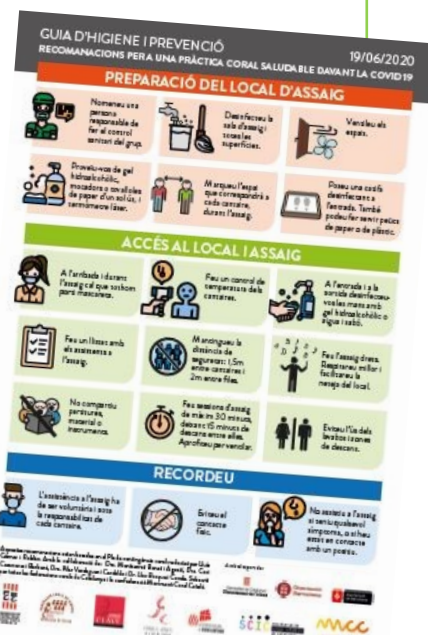 GUIA D'HIGIENE I PREVENCIÓ
19/06/2020
RECOMANACIONS PER A UNA PRÀCTICA CORAL SALUDABLE DAVANT LA COVID19
PREPARACIÓ DEL LOCAL D'ASSAIG
Nomeneu una
persona
responsable de
fer el control
sanitari del grup.
Desinfecteu la
sala d'assaig i
totes les
superfícies.
Ventileu els
espais.
Proveïu-vos de gel
hidroalcohòlic,
mocadors o tovalloles
de paper d'un sol ús, i
termòmetre làser.
Marqueu l'espai
que correspondrà a
cada cantaire,
durant l'assaig.
Poseu una catifa
desinfectant a
l'entrada. També
podeu fer servir peücs
de paper o de plàstic.
ACCÉS AL LOCAL I ASSAIG
A l'arribada i durant
l'assaig cal que tothom
porti mascareta.
Feu un control de
temperatura dels
cantaires.
A l'entrada i a la
sortida desinfecteu-
vos les mans amb
gel hidroalcohòlic o
aigua i sabó.
Feu un llistat amb
els assistents a
l'assaig.
Mantingueu la
distància de
seguretat: 1,5m
entre cantaires i
2m entre files.
Feu l'assaig dret.
Respirareu millor i
facilitareu la
neteja del local.
No compartiu
partitures,
material o
instruments.
Feu sessions d'assaig
de màxim 30 minuts,
deixant 15 minuts de
descans entre elles.
Aprofiteu per ventilar.
Eviteu l'ús dels
lavabos i zones
de descans.
RECORDEU
L'assistència a l'assaig ha
de ser voluntària i sota
la responsabilitat de
cada cantaire.
Eviteu el
contacte
físic.
No assistiu a l'assaig
si teniu qualsevol
símptoma, o si heu
estat en contacte
amb un positiu.
scic
mcc